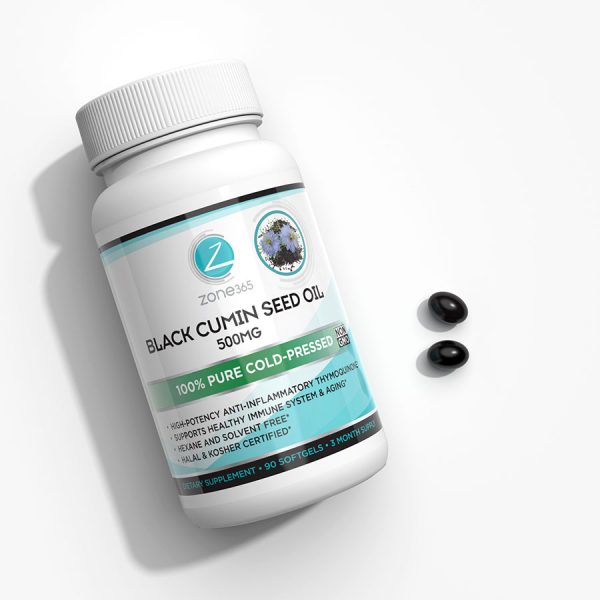 Z
zone365
BLACK CUMIN SEED OIL
500MG
100% PURE COLD-PRESSED
NON
GMO
* HIGH-POTENCY ANTI-INFLAMMATORY THYMOQUINONE
* SUPPORTS HEALTHY IMMUNE SYSTEM & AGING*
* HEXANE AND SOLVENT FREE*
* HALAL & KOSHER CERTIFIED*
DIETARY SUPPLEMENT • 90 SOFTGELS • 3 MONTH SUPPLY